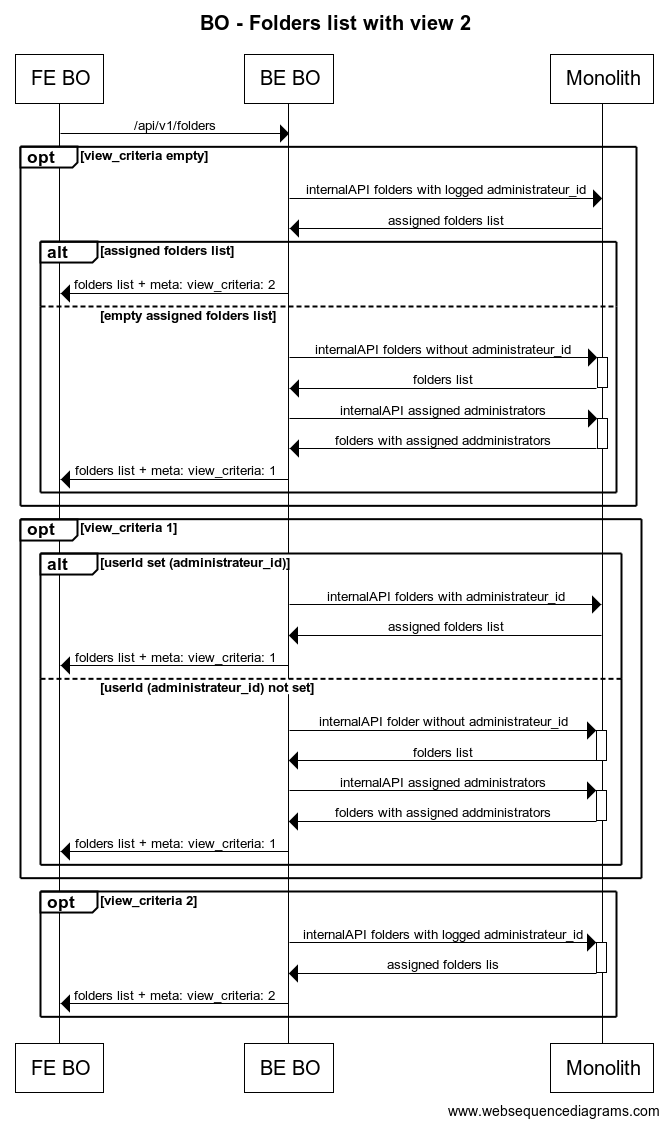 BO - Folders list with view 2
FE BO
BE BO
Monolith
/api/v1/folders
opt [view_criteria empty]
internalAPI folders with logged administrateur_id
assigned folders list
alt [assigned folders list]
folders list + meta: view_criteria: 2
[empty assigned folders list]
internalAPI folders without administrateur_id
folders list
internalAPI assigned administrators
folders with assigned addministrators
folders list + meta: view_criteria: 1
opt [view_criteria 1]
alt [userId set (administrateur_id)]
internalAPI folders with administrateur_id
assigned folders list
folders list + meta: view_criteria: 1
[userId (administrateur_id) not set]
internalAPI folder without administrateur_id
folders list
internalAPI assigned administrators
folders with assigned addministrators
folders list + meta: view_criteria: 1
opt [view_criteria 2]
internalAPI folders with logged administrateur_id
assigned folders lis
folders list + meta: view_criteria: 2
FE BO
BE BO
Monolith
www.websequencediagrams.com